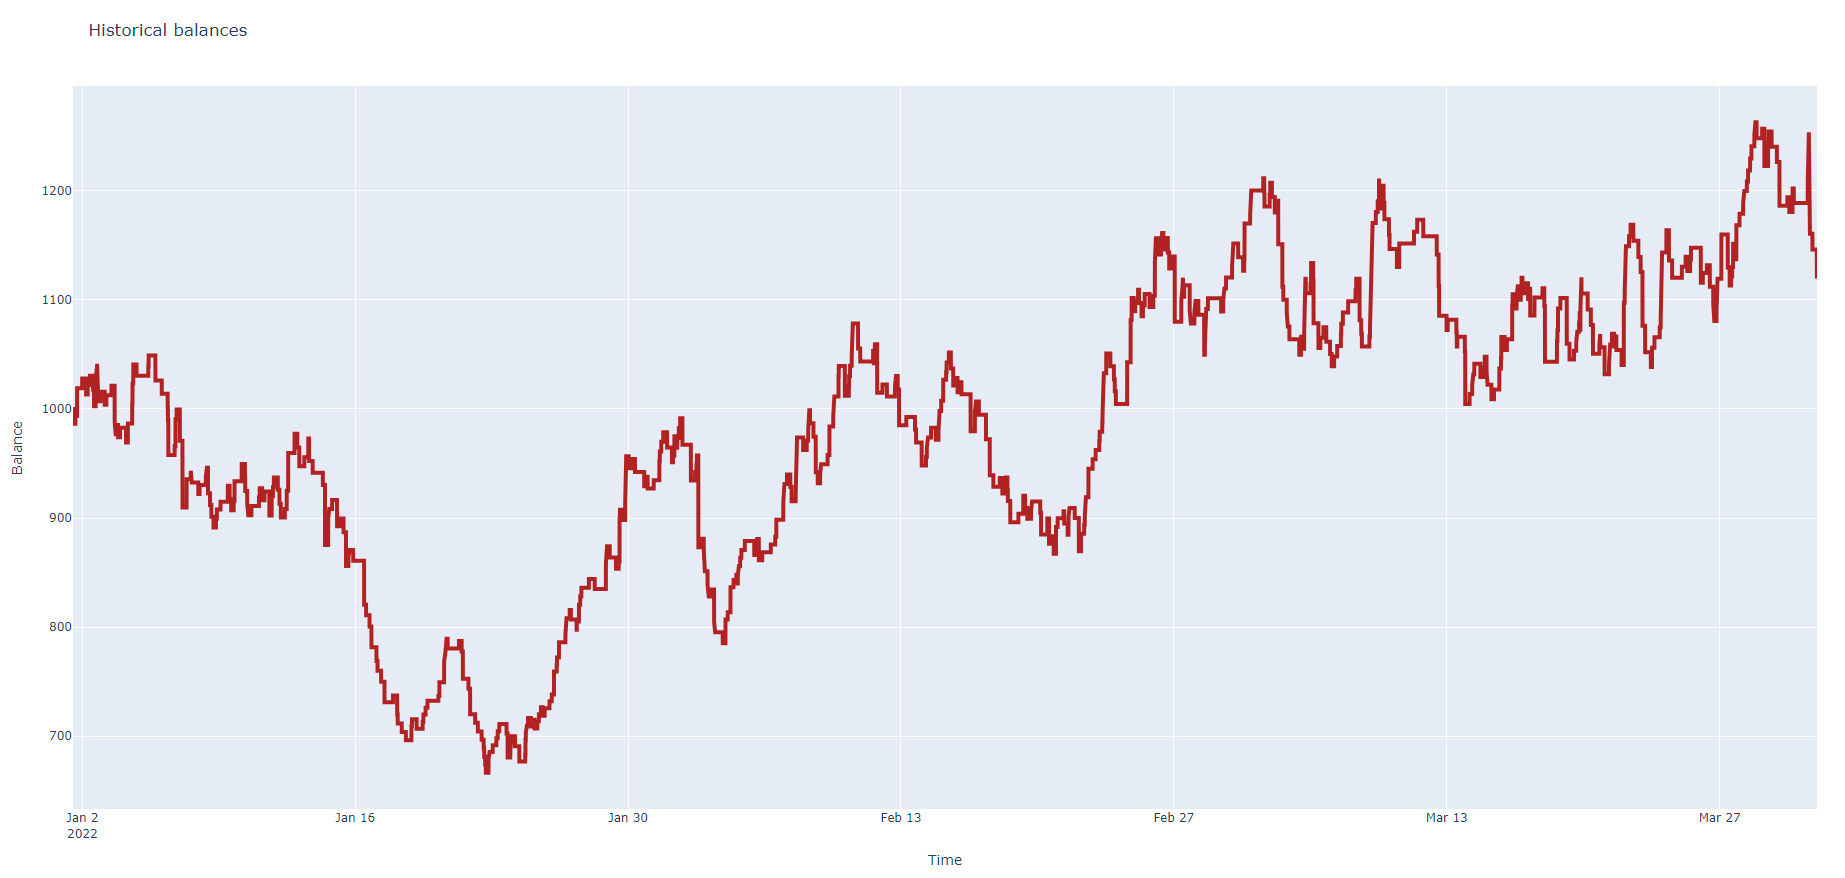 Historical balances
Balance
1200
1100
1000
900
800
700
Jan 2
2022
Jan 16
Jan 30
Feb 13
Feb 27
Mar 13
Mar 27
Time